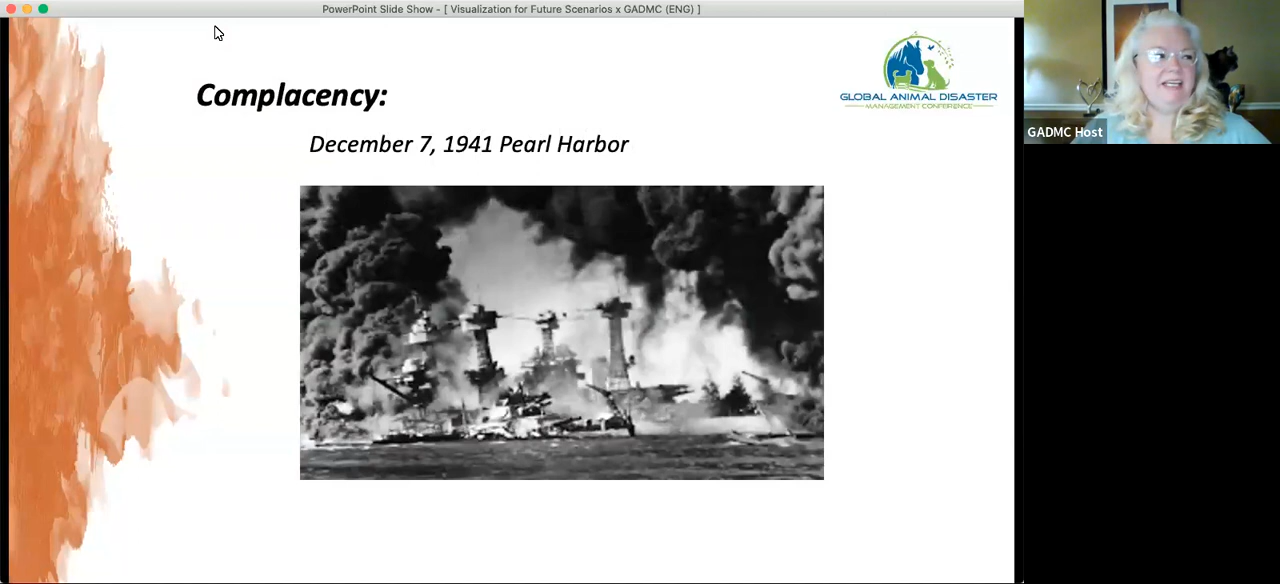 PowerPoint Slide Show - [ Visualization for Future Scenarios x GADMC (ENG) ]
Complacency:
December 7, 1941 Pearl Harbor
GLOBAL ANIMAL DISASTER
MANAGEMENT CONFERENCE
GADMC Host